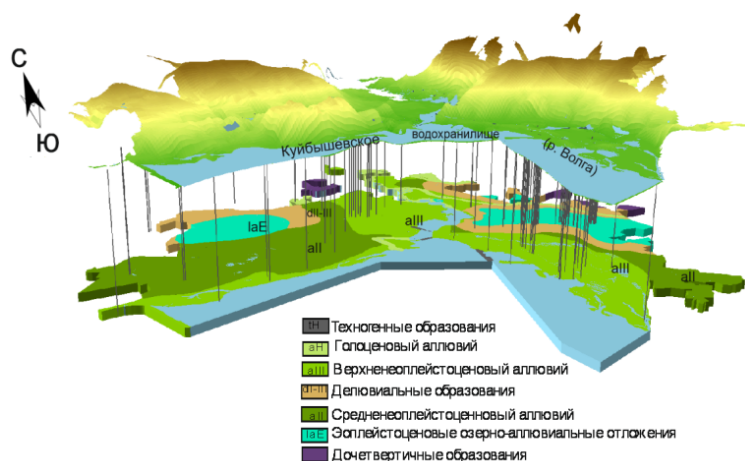 С
Ю
Куйбышевское
водохранилище
(р. Волга)
dII-III
laE
aIII
aII
aIII
aII
tH Техногенные образования
aH Голоценовый аллювий
aIII Верхненеоплейстоценовый аллювий
dII-III Делювиальные образования
aII Средненеоплейстоценновый аллювий
laE Эоплейстоценовые озерно-аллювиальные отложения
Дочетвертичные образования